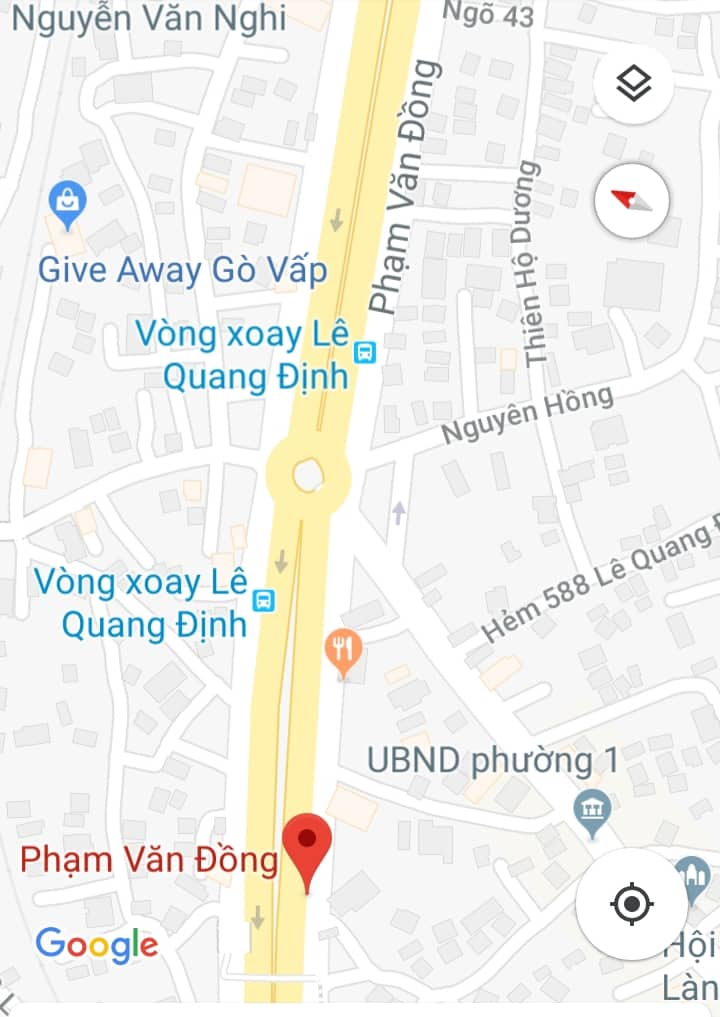 Nguyễn Văn Nghi
Ngõ 43
Phạm Văn Đồng
Thiên Hộ Dương
Give Away Gò Vấp
Vòng xoay Lê
Quang Định
Nguyên Hồng
Vòng xoay Lê
Quang Định
Hẻm 588 Lê Quang Đ
UBND phường 1
Phạm Văn Đồng
Google
Hội
Làn